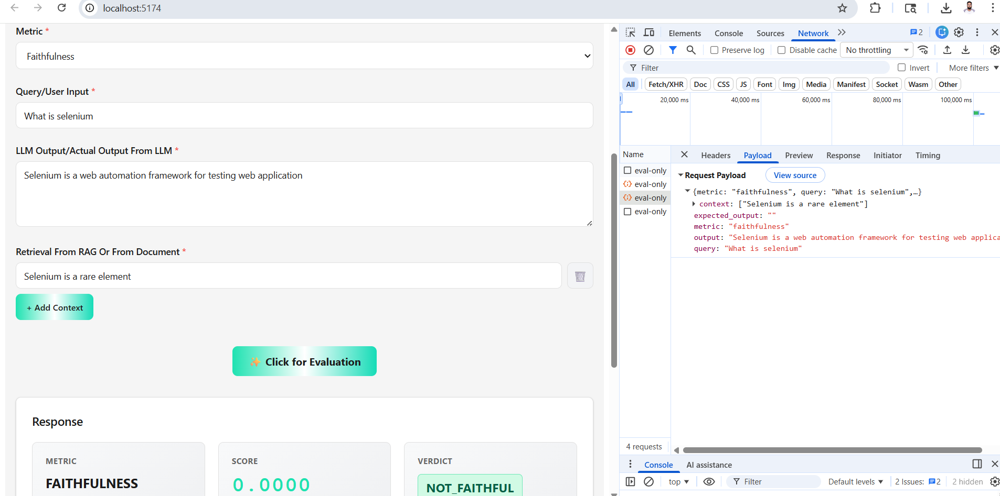 localhost:5174
Metric *
Faithfulness
Query/User Input *
What is selenium
LLM Output/Actual Output From LLM *
Selenium is a web automation framework for testing web application
Retrieval From RAG Or From Document *
Selenium is a rare element
+ Add Context
✨ Click for Evaluation
Response
METRIC
FAITHFULNESS
SCORE
0.0000
VERDICT
NOT_FAITHFUL
Elements Console Sources Network 2
Preserve log Disable cache No throttling
Filter Invert More filters
All Fetch/XHR Doc CSS JS Font Img Media Manifest Socket Wasm Other
20,000 ms 40,000 ms 60,000 ms 80,000 ms 100,000 ms
Name
eval-only
eval-only
eval-only
eval-only
4 requests
Headers Payload Preview Response Initiator Timing
Request Payload View source
{metric: "faithfulness", query: "What is selenium",…}
context: ["Selenium is a rare element"]
expected_output: ""
metric: "faithfulness"
output: "Selenium is a web automation framework for testing web applica
query: "What is selenium"
Console AI assistance
top Filter Default levels 2 Issues: 2 2 hidden